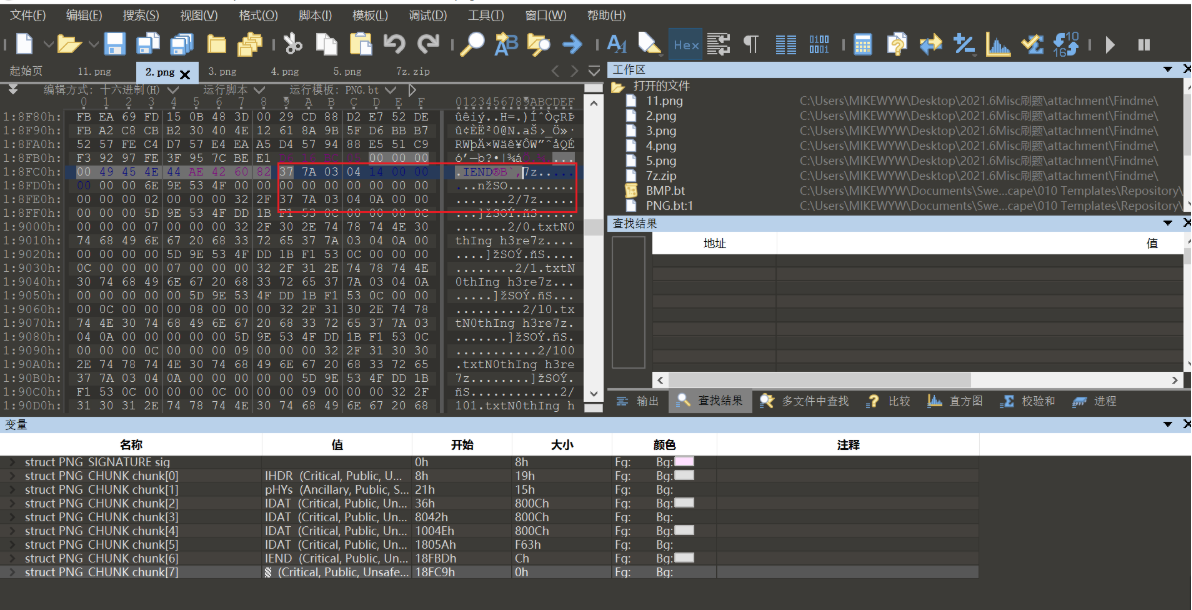 文件(F) 编辑(E) 搜索(S) 视图(V) 格式(O) 脚本(I) 模板(L) 调试(D) 工具(T) 窗口(W) 帮助(H)
起始页 11.png 2.png 3.png 4.png 5.png 7z.zip
编辑方式: 十六进制(H) 运行脚本 运行模板: PNG.bt
0 1 2 3 4 5 6 7 8 9 A B C D E F 0123456789ABCDEF
1:8F80h: FB EA 69 FD 15 0B 48 3D 00 29 CD 88 D2 E7 52 DE ûêiý..H=.)ÍˆÒçRÞ
1:8F90h: FB A2 C8 CB B2 30 40 4E 12 61 8A 9B 5F D6 BB B7 û¢ÈË²0@N.aŠ›_Ö»·
1:8FA0h: 52 57 FE C4 D7 57 E4 EA A5 D4 57 94 88 E5 51 C9 RWþÄ×Wäê¥ÔW”ˆåQÉ
1:8FB0h: F3 92 97 FE 3F 95 7C BE E1 00 00 00
1:8FC0h: 00 49 45 4E 44 AE 42 60 82 37 7A 03 04 14 00 00 .IEND®B`‚7z.....
1:8FD0h: 00 00 00 6E 9E 53 4F 00 00 00 00 00 00 00 00 00 ...nžSO.........
1:8FE0h: 00 00 00 02 00 00 00 32 2F 37 7A 03 04 0A 00 00 .......2/7z.....
1:8FF0h: 00 00 00 5D 9E 53 4F DD 1B F1 53 0C 00 00 00 0C ...]žSOÝ.ñS.....
1:9000h: 00 00 00 07 00 00 00 32 2F 30 2E 74 78 74 4E 30 .......2/0.txtN0
1:9010h: 74 68 49 6E 67 20 68 33 72 65 37 7A 03 04 0A 00 thIng h3re7z....
1:9020h: 00 00 00 00 5D 9E 53 4F DD 1B F1 53 0C 00 00 00 ....]žSOÝ.ñS....
1:9030h: 0C 00 00 00 07 00 00 00 32 2F 31 2E 74 78 74 4E ........2/1.txtN
1:9040h: 30 74 68 49 6E 67 20 68 33 72 65 37 7A 03 04 0A 0thIng h3re7z...
1:9050h: 00 00 00 00 00 5D 9E 53 4F DD 1B F1 53 0C 00 00 .....]žSOÝ.ñS...
1:9060h: 00 0C 00 00 00 08 00 00 00 32 2F 31 30 2E 74 78 .........2/10.tx
1:9070h: 74 4E 30 74 68 49 6E 67 20 68 33 72 65 37 7A 03 tN0thIng h3re7z.
1:9080h: 04 0A 00 00 00 00 00 5D 9E 53 4F DD 1B F1 53 0C .......]žSOÝ.ñS.
1:9090h: 00 00 00 0C 00 00 00 09 00 00 00 32 2F 31 30 30 ...........2/100
1:90A0h: 2E 74 78 74 4E 30 74 68 49 6E 67 20 68 33 72 65 .txtN0thIng h3re
1:90B0h: 37 7A 03 04 0A 00 00 00 00 00 5D 9E 53 4F DD 1B 7z........]žSOÝ.
1:90C0h: F1 53 0C 00 00 00 0C 00 00 00 09 00 00 00 32 2F ñS............2/
1:90D0h: 31 30 31 2E 74 78 74 4E 30 74 68 49 6E 67 20 68 101.txtN0thIng h
工作区
打开的文件
11.png C:\Users\MIKEWYW\Desktop\2021.6Misc刷题\attachment\Findme\
2.png C:\Users\MIKEWYW\Desktop\2021.6Misc刷题\attachment\Findme\
3.png C:\Users\MIKEWYW\Desktop\2021.6Misc刷题\attachment\Findme\
4.png C:\Users\MIKEWYW\Desktop\2021.6Misc刷题\attachment\Findme\
5.png C:\Users\MIKEWYW\Desktop\2021.6Misc刷题\attachment\Findme\
7z.zip C:\Users\MIKEWYW\Desktop\2021.6Misc刷题\attachment\Findme\
BMP.bt C:\Users\MIKEWYW\Documents\Swe...cape\010 Templates\Repository\
PNG.bt:1 C:\Users\MIKEWYW\Documents\Swe...cape\010 Templates\Repository\
查找结果
地址 值
输出 查找结果 多文件中查找 比较 直方图 校验和 进程
变量
名称 值 开始 大小 颜色 注释
struct PNG SIGNATURE sig 0h 8h Fg: Bg:
struct PNG CHUNK chunk[0] IHDR (Critical, Public, U... 8h 19h Fg: Bg:
struct PNG CHUNK chunk[1] pHYs (Ancillary, Public, S... 21h 15h Fg: Bg:
struct PNG CHUNK chunk[2] IDAT (Critical, Public, Un... 36h 800Ch Fg: Bg:
struct PNG CHUNK chunk[3] IDAT (Critical, Public, Un... 8042h 800Ch Fg: Bg:
struct PNG CHUNK chunk[4] IDAT (Critical, Public, Un... 1004Eh 800Ch Fg: Bg:
struct PNG CHUNK chunk[5] IDAT (Critical, Public, Un... 1805Ah F63h Fg: Bg:
struct PNG CHUNK chunk[6] IEND (Critical, Public, Un... 18FBDh Ch Fg: Bg:
struct PNG CHUNK chunk[7] (Critical, Public, Unsafe... 18FC9h 0h Fg: Bg: